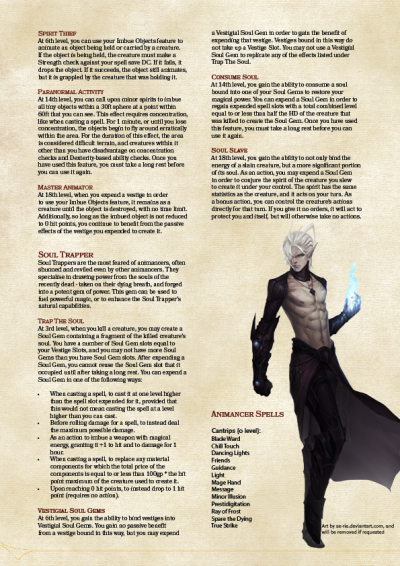 SPIRIT THIEF
At 6th level, you can use your Imbue Objects feature to
animate an object being held or carried by a creature.
If the object is being held, the creature must make a
Strength check against your spell save DC. If it fails, it
drops the object. If it succeeds, the object still animates,
but it is grappled by the creature that was holding it.
PARANORMAL ACTIVITY
At 14th level, you can call upon minor spirits to imbue
all tiny objects within a 30ft sphere at a point within
60ft that you can see. This effect requires concentration,
like when casting a spell. For 1 minute, or until you lose
concentration, the objects begin to fly around erratically
within the area. For the duration of this effect, the area
is considered difficult terrain, and creatures within it
other than you have disadvantage on concentration
checks and Dexterity-based ability checks. Once you
have used this feature, you must take a long rest before
you can use it again.
MASTER ANIMATOR
At 18th level, when you expend a vestige in order
to use your Imbue Objects feature, it remains as a
creature until the object is destroyed, with no time limit.
Additionally, so long as the imbued object is not reduced
to 0 hit points, you continue to benefit from the passive
effects of the vestige you expended to create it.
SOUL TRAPPER
Soul Trappers are the most feared of animancers, often
shunned and reviled even by other animancers. They
specialise in drawing power from the souls of the
recently dead - taken on their dying breath, and forged
into a potent gem of power. This gem can be used to
fuel powerful magic, or to enhance the Soul Trapper's
natural capabilities.
TRAP THE SOUL
At 3rd level, when you kill a creature, you may create a
Soul Gem containing a fragment of the killed creature's
soul. You have a number of Soul Gem slots equal to
your Vestige Slots, and you may not have more Soul
Gems than you have Soul Gem slots. After expending a
Soul Gem, you cannot reuse the Soul Gem slot that it
occupied until after taking a long rest. You can expend a
Soul Gem in one of the following ways:
• When casting a spell, to cast it at one level higher
than the spell slot expended for it, provided that
this would not mean casting the spell at a level
higher than you can cast.
• Before rolling damage for a spell, to instead deal
the maximum possible damage.
• As an action to imbue a weapon with magical
energy, granting it +1 to hit and to damage for 1
hour.
• When casting a spell, to replace any material
components for which the total price of the
components is equal to or less than 100gp * the hit
point maximum of the creature used to create it.
• Upon reaching 0 hit points, to instead drop to 1 hit
point (requires no action).
VESTIGIAL SOUL GEMS
At 6th level, you gain the ability to bind vestiges into
Vestigial Soul Gems. You gain no passive benefit
from a vestige bound in this way, but you may expend
a Vestigial Soul Gem in order to gain the benefit of
expending that vestige. Vestiges bound in this way do
not take up a Vestige Slot. You may not use a Vestigial
Soul Gem to replicate any of the effects listed under
Trap The Soul.
CONSUME SOUL
At 14th level, you gain the ability to consume a soul
bound into one of your Soul Gems to restore your
magical power. You can expend a Soul Gem in order to
regain expended spell slots with a total combined level
equal to or less than half the HD of the creature that
was killed to create the Soul Gem. Once you have used
this feature, you must take a long rest before you can
use it again.
SOUL SLAVE
At 18th level, you gain the ability to not only bind the
energy of a slain creature, but a more significant portion
of its soul. As an action, you may expend a Soul Gem
in order to conjure the spirit of the creature you slew
to create it under your control. The spirit has the same
statistics as the creature, and it acts on your turn. As
a bonus action, you can control the creature's actions
directly for that turn. If you give it no orders, it will act to
protect you and itself, but will otherwise take no actions.
ANIMANCER SPELLS
Cantrips (0 level):
Blade Ward
Chill Touch
Dancing Lights
Friends
Guidance
Light
Mage Hand
Message
Minor Illusion
Prestidigitation
Ray of Frost
Spare the Dying
True Strike
Art by se-rie.deviantart.com, and
will be removed if requested